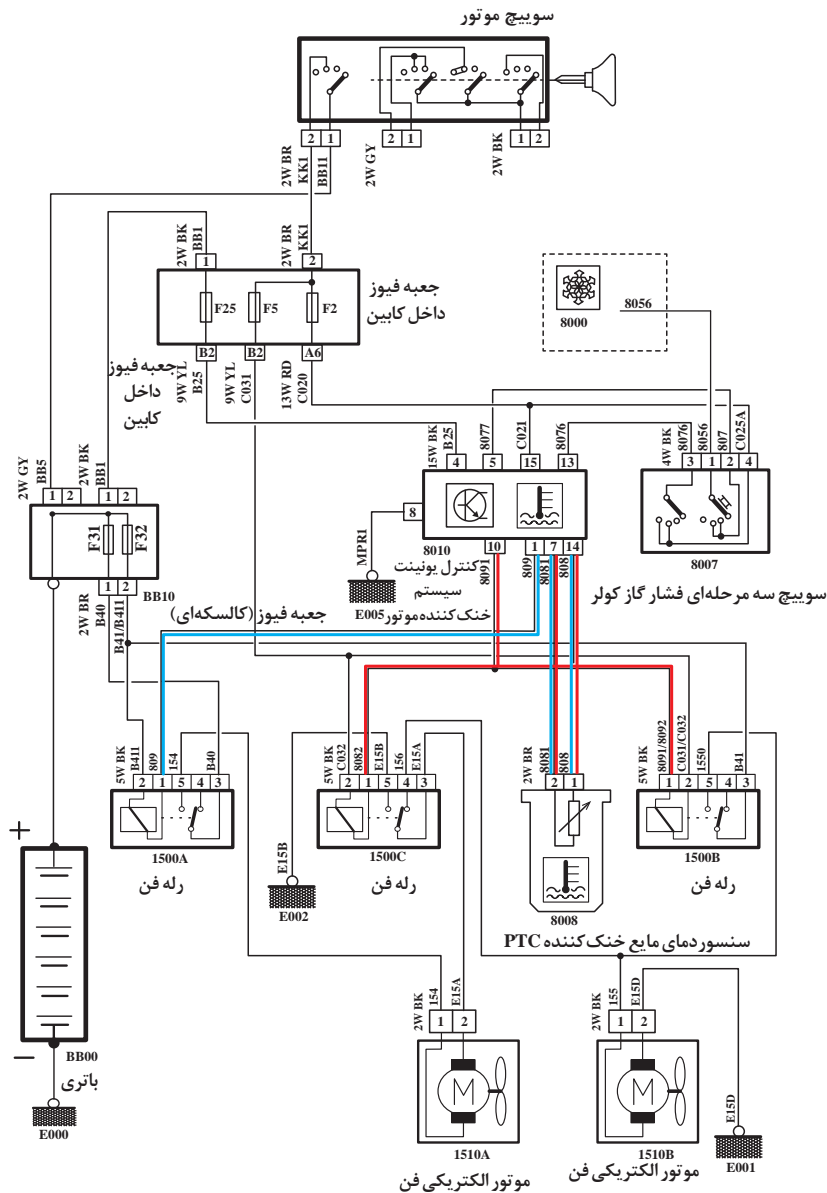 سوییچ موتور
2 1
2 1
1 2
2W BR
KK1
BB11
2W GY
2W BK
2W BK
BB1
2W BR
KK1
1
2
F25
F5
F2
جعبه فیوز
داخل کابین
8000
8056
B2
B2
A6
9W YL
B25
9W YL
C031
13W RD
C020
جعبه فیوز
داخل
کابین
15W BK
B25
8077
C021
8076
4W BK
8076
8056
807
C025A
4 5 15 13
3 1 2 4
2W GY
BB5
2W BK
BB1
1 2
1 2
F31
F32
8
MPR1
8010
10
1 7 14
8091
809
8081
808
8007
سوییچ سه مرحله‌ای فشار گاز کولر
کنترل یونینت
سیستم
خنک کننده موتور E005
1 2
BB10
2W BR
B40
B41/B411
جعبه فیوز (کالسکه‌ای)
5W BK
B411
809
154
B40
2 1 5 4 3
1500A
رله فن
5W BK
C032
8082
E15B
156
E15A
2 1 5 4 3
1500C
رله فن
2W BR
8081
808
2 1
8008
سنسور دمای مایع خنک کننده PTC
5W BK
8091/8092
C031/C032
1550
B41
1 2 5 4 3
1500B
رله فن
E15B
E002
+
−
BB00
باتری
E000
2W BK
154
E15A
1 2
M
1510A
موتور الکتریکی فن
2W BK
155
E15D
1 2
M
1510B
موتور الکتریکی فن
E15D
E001